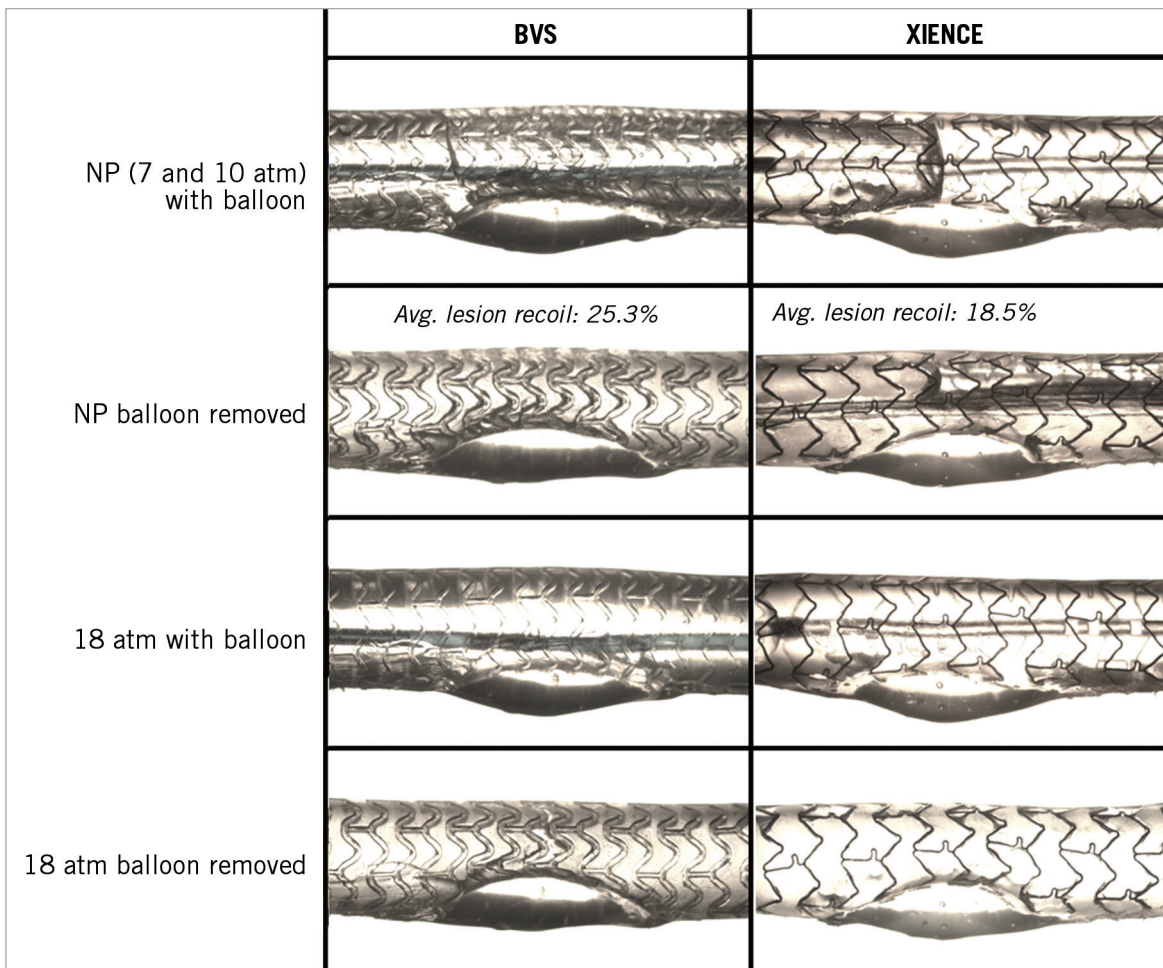 BVS
XIENCE
NP (7 and 10 atm)
with balloon
Avg. lesion recoil: 25.3%
Avg. lesion recoil: 18.5%
NP balloon removed
18 atm with balloon
18 atm balloon removed